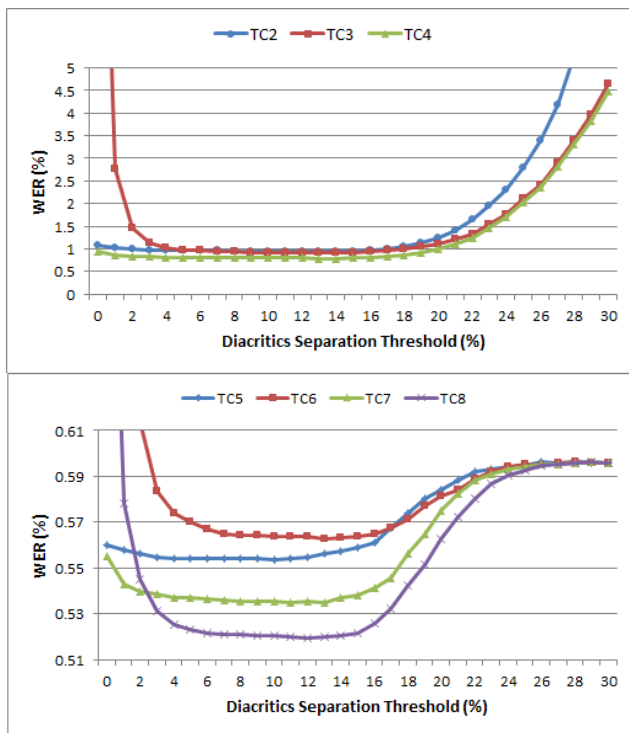 TC2 TC3 TC4
5
4.5
4
3.5
3
2.5
2
1.5
1
0.5
0
WER (%)
0 2 4 6 8 10 12 14 16 18 20 22 24 26 28 30
Diacritics Separation Threshold (%)
TC5 TC6 TC7 TC8
0.61
0.59
0.57
0.55
0.53
0.51
WER (%)
0 2 4 6 8 10 12 14 16 18 20 22 24 26 28 30
Diacritics Separation Threshold (%)